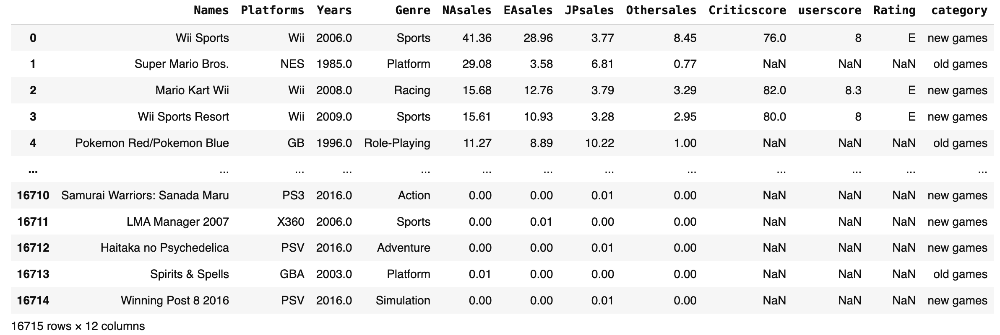 Names Platforms Years Genre NAsales EAsales JPsales Othersales Criticscore userscore Rating category
0 Wii Sports Wii 2006.0 Sports 41.36 28.96 3.77 8.45 76.0 8 E new games
1 Super Mario Bros. NES 1985.0 Platform 29.08 3.58 6.81 0.77 NaN NaN NaN old games
2 Mario Kart Wii Wii 2008.0 Racing 15.68 12.76 3.79 3.29 82.0 8.3 E new games
3 Wii Sports Resort Wii 2009.0 Sports 15.61 10.93 3.28 2.95 80.0 8 E new games
4 Pokemon Red/Pokemon Blue GB 1996.0 Role-Playing 11.27 8.89 10.22 1.00 NaN NaN NaN old games
... ... ... ... ... ... ... ... ... ... ... ... ...
16710 Samurai Warriors: Sanada Maru PS3 2016.0 Action 0.00 0.00 0.01 0.00 NaN NaN NaN new games
16711 LMA Manager 2007 X360 2006.0 Sports 0.00 0.01 0.00 0.00 NaN NaN NaN new games
16712 Haitaka no Psychedelica PSV 2016.0 Adventure 0.00 0.00 0.01 0.00 NaN NaN NaN new games
16713 Spirits & Spells GBA 2003.0 Platform 0.01 0.00 0.00 0.00 NaN NaN NaN old games
16714 Winning Post 8 2016 PSV 2016.0 Simulation 0.00 0.00 0.01 0.00 NaN NaN NaN new games
16715 rows × 12 columns